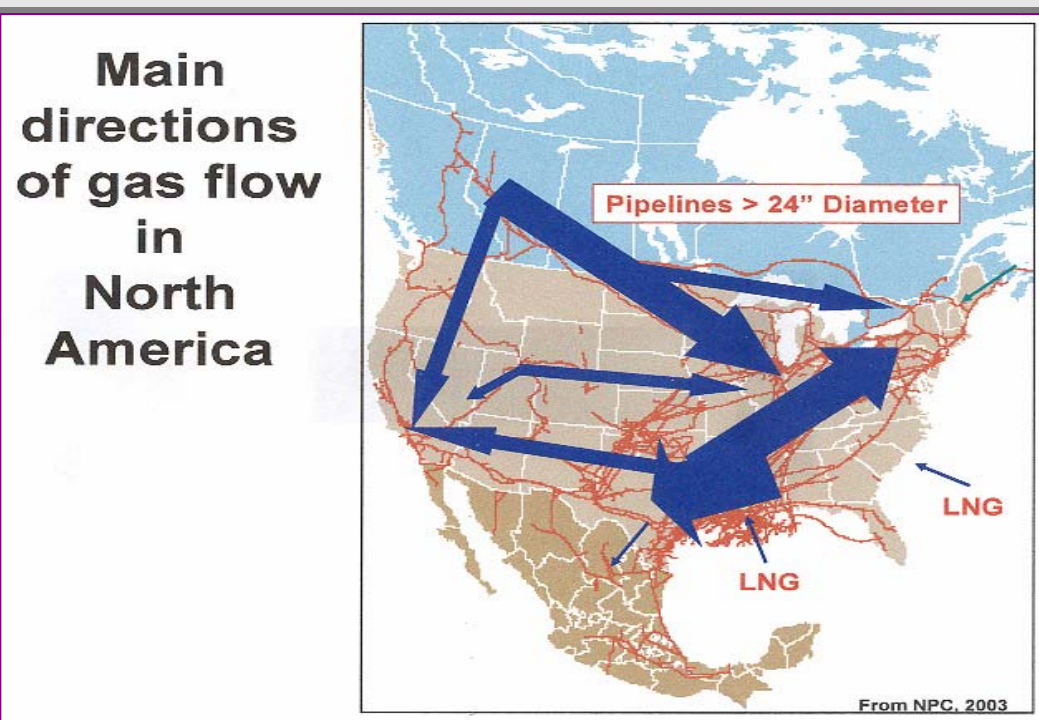 Main
directions
of gas flow
in
North
America
Pipelines > 24” Diameter
LNG
LNG
From NPC, 2003